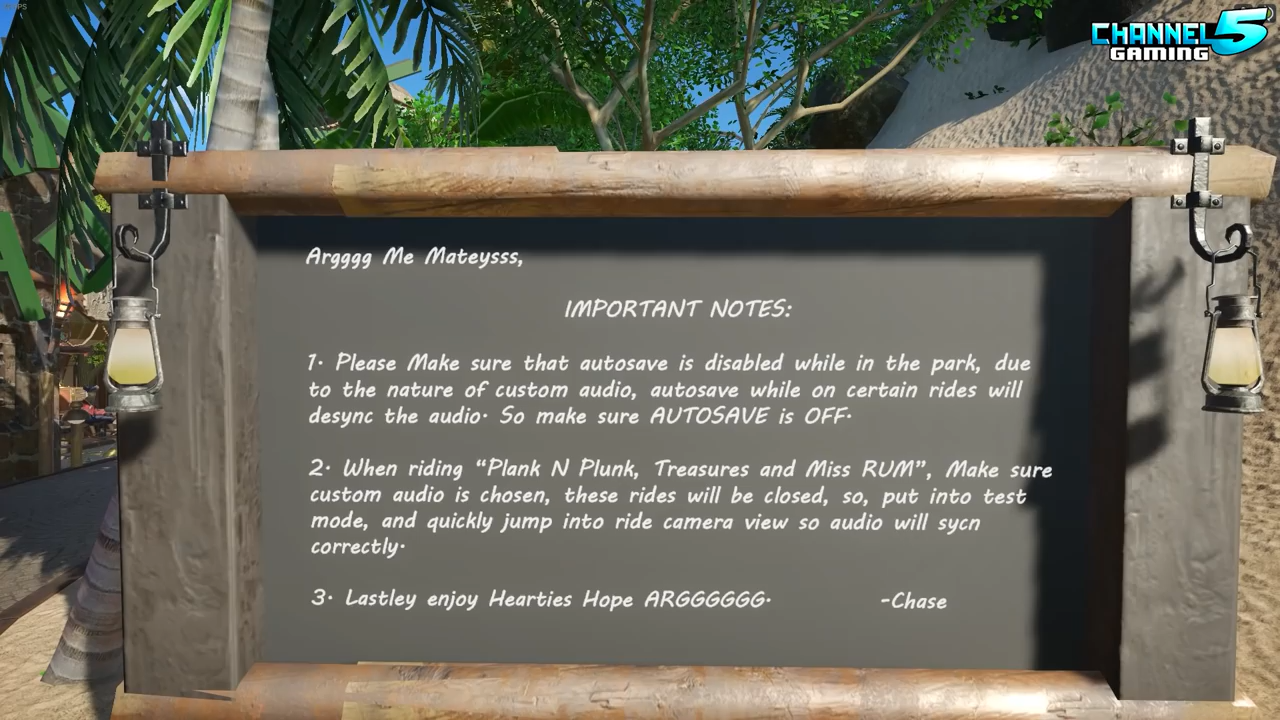 CHANNEL 5
GAMING
Argggg Me Mateysss,
IMPORTANT NOTES:
1. Please Make sure that autosave is disabled while in the park, due
to the nature of custom audio, autosave while on certain rides will
desync the audio. So make sure AUTOSAVE is OFF.
2. When riding “Plank N Plunk, Treasures and Miss RUM”, Make sure
custom audio is chosen, these rides will be closed, so, put into test
mode, and quickly jump into ride camera view so audio will sycn
correctly.
3. Lastley enjoy Hearties Hope ARGGGGGG. -Chase